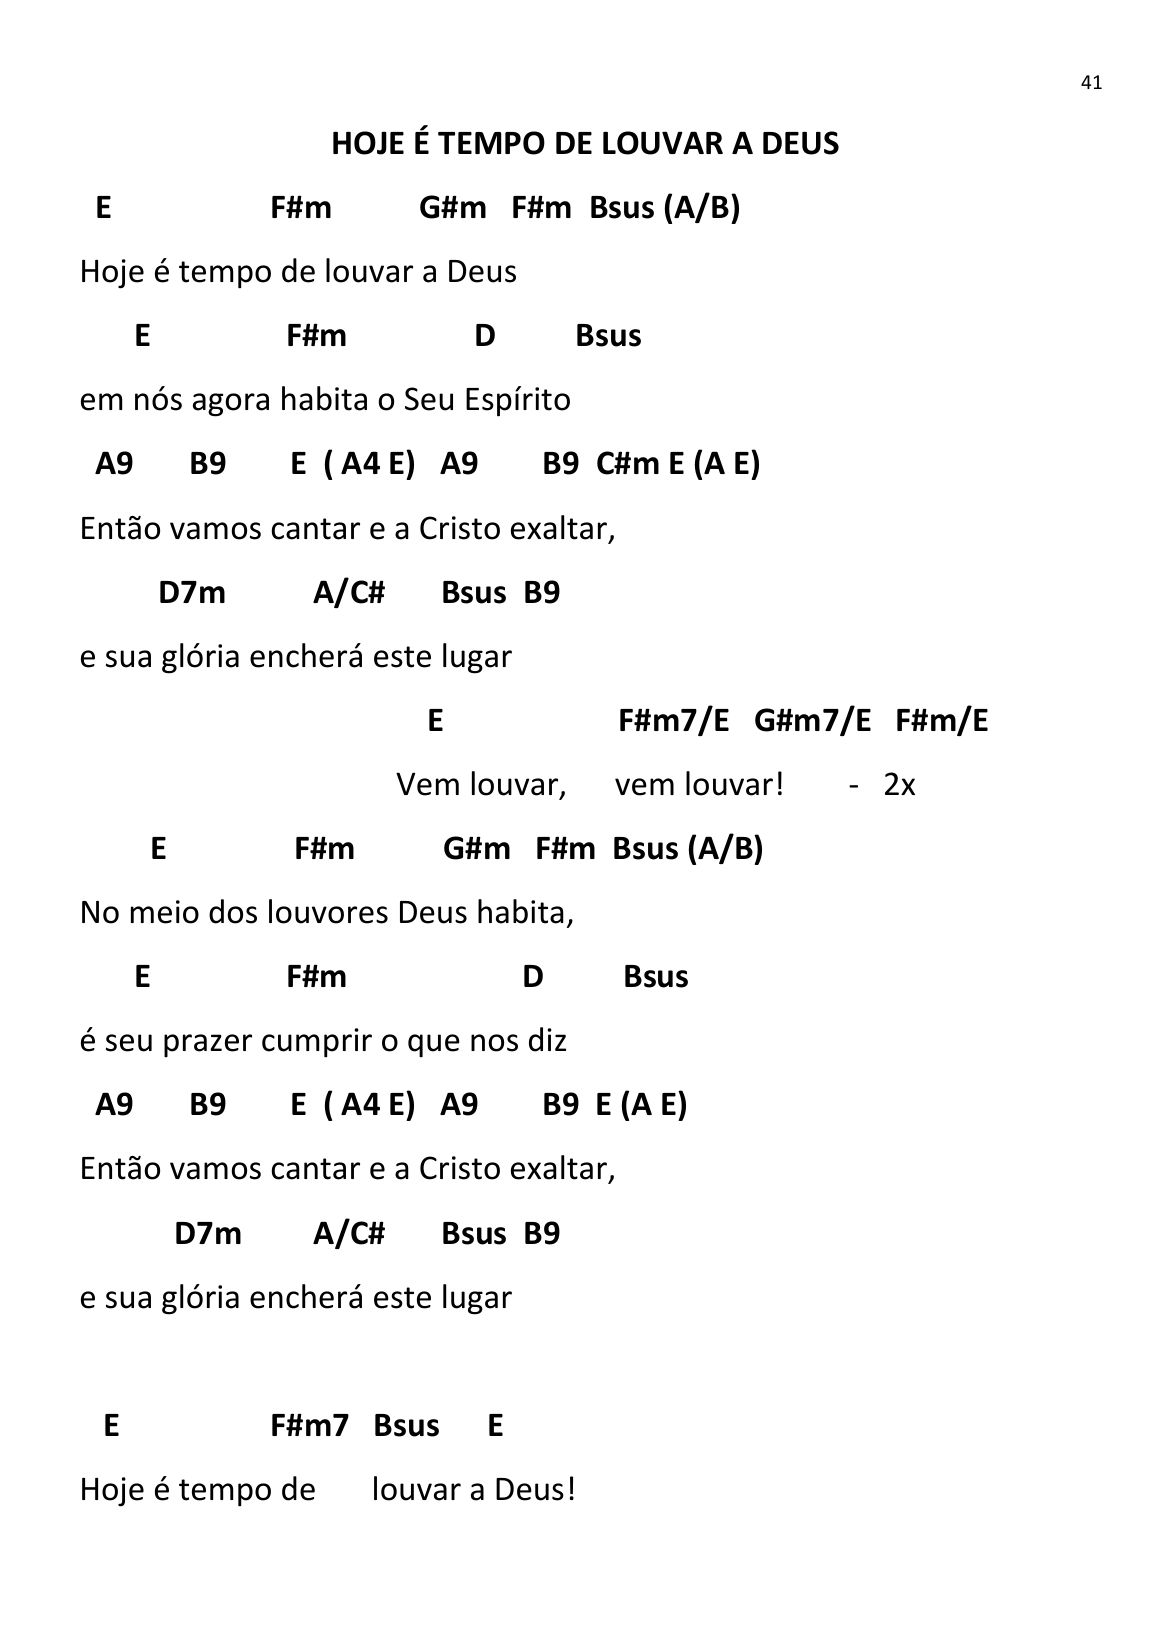 41
HOJE É TEMPO DE LOUVAR A DEUS
E F#m G#m F#m Bsus (A/B)
Hoje é tempo de louvar a Deus
E F#m D Bsus
em nós agora habita o Seu Espírito
A9 B9 E ( A4 E) A9 B9 C#m E (A E)
Então vamos cantar e a Cristo exaltar,
D7m A/C# Bsus B9
e sua glória encherá este lugar
E F#m7/E G#m7/E F#m/E
Vem louvar, vem louvar! - 2x
E F#m G#m F#m Bsus (A/B)
No meio dos louvores Deus habita,
E F#m D Bsus
é seu prazer cumprir o que nos diz
A9 B9 E ( A4 E) A9 B9 E (A E)
Então vamos cantar e a Cristo exaltar,
D7m A/C# Bsus B9
e sua glória encherá este lugar
E F#m7 Bsus E
Hoje é tempo de louvar a Deus!